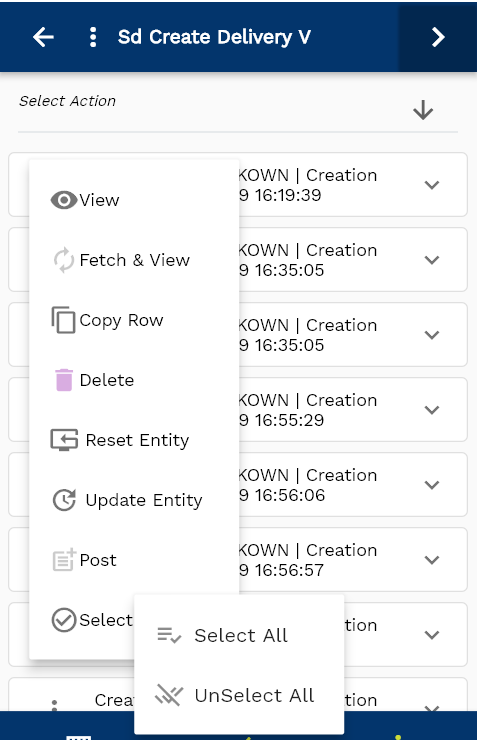 Sd Create Delivery V
Select Action
KOWN | Creation
9 16:19:39
KOWN | Creation
9 16:35:05
KOWN | Creation
9 16:35:05
KOWN | Creation
9 16:55:29
KOWN | Creation
9 16:56:06
KOWN | Creation
9 16:56:57
tion
Crea
tion
View
Fetch & View
Copy Row
Delete
Reset Entity
Update Entity
Post
Select
Select All
UnSelect All